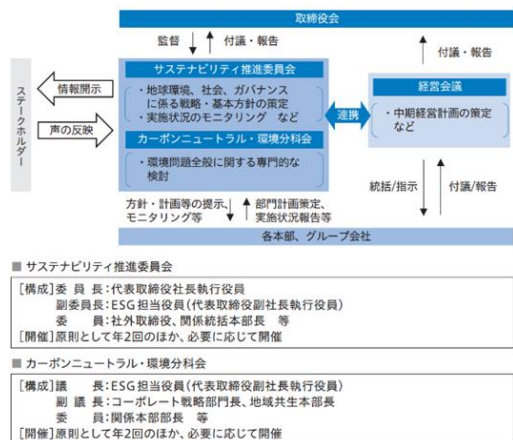 取締役会
監督
付議・報告
付議・報告
サステナビリティ推進委員会
・地球環境、社会、ガバナンス
に係る戦略・基本方針の策定
・実施状況のモニタリング など
カーボンニュートラル・環境分科会
・環境問題全般に関する専門的な
検討
ステークホルダー
情報開示
声の反映
連携
経営会議
・中期経営計画の策定
など
方針・計画等の提示、
モニタリング等
部門計画策定、
実施状況報告等
統括/指示
付議/報告
各本部、グループ会社
■ サステナビリティ推進委員会
[構成]委 員 長:代表取締役社長執行役員
副委員長:ESG担当役員(代表取締役副社長執行役員)
委 員:社外取締役、関係統括本部長 等
[開催]原則として年2回のほか、必要に応じて開催
■ カーボンニュートラル・環境分科会
[構成]議 長:ESG担当役員(代表取締役副社長執行役員)
副 議 長:コーポレート戦略部門長、地域共生本部長
委 員:関係本部部長 等
[開催]原則として年2回のほか、必要に応じて開催